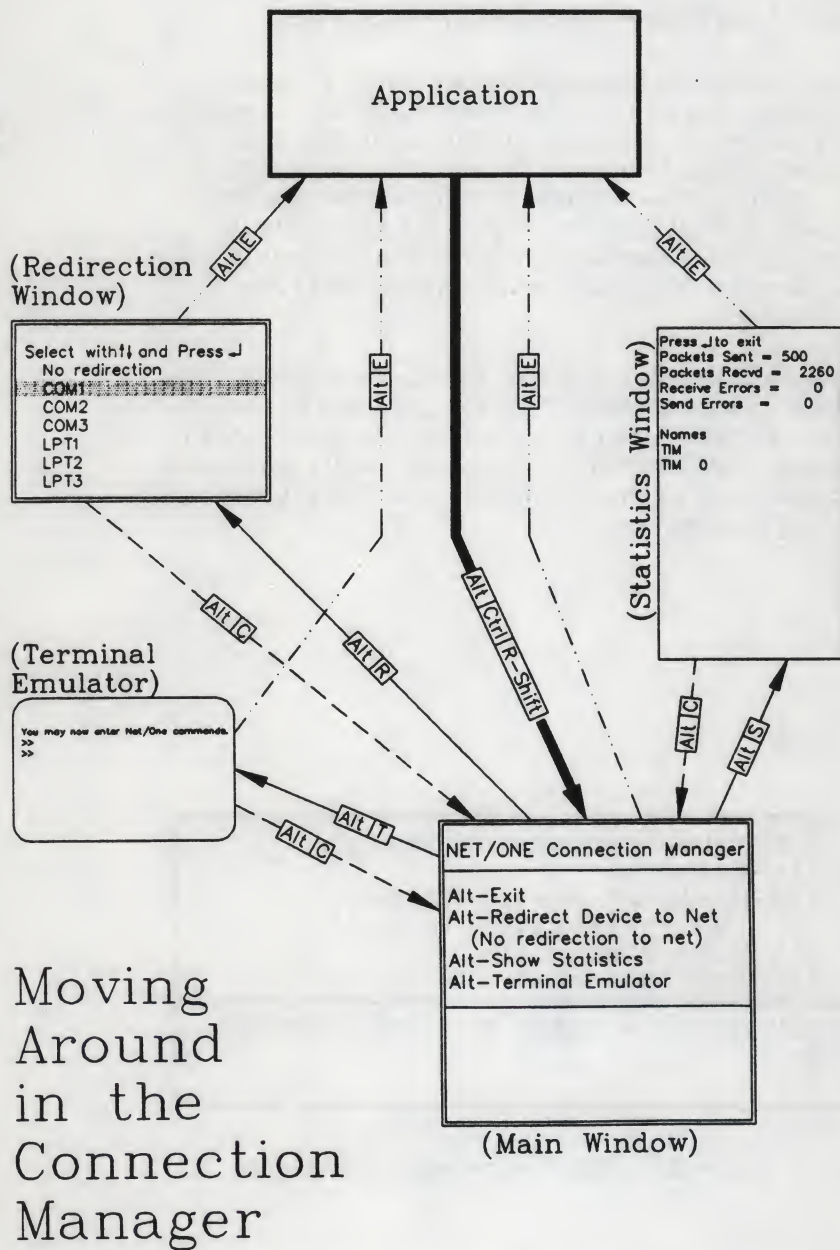 Application
Alt E
Alt E
Alt E
Alt E
(Redirection
Window)
Select with↑↓ and Press ↲
No redirection
COM1
COM2
COM3
LPT1
LPT2
LPT3
(Statistics Window)
Press ↲ to exit
Packets Sent = 500
Packets Recvd = 2260
Receive Errors = 0
Send Errors = 0
Names
TIM
TIM 0
Alt C
Alt R
Alt Ctrl R-Shift
Alt C
Alt S
(Terminal
Emulator)
You may now enter Net/One commands.
>>
>>
Alt T
Alt C
NET/ONE Connection Manager
Alt-Exit
Alt-Redirect Device to Net
(No redirection to net)
Alt-Show Statistics
Alt-Terminal Emulator
(Main Window)
Moving
Around
in the
Connection
Manager